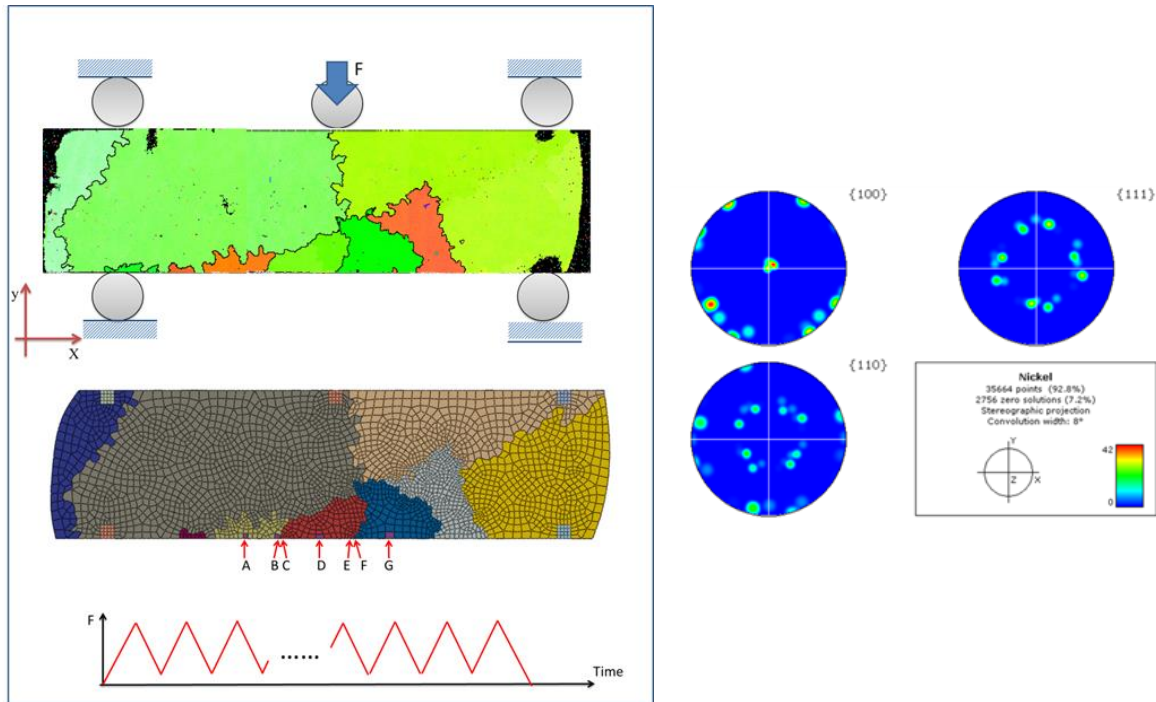 F
y
X
A
B
C
D
E
F
G
F
......
Time
{100}
{111}
{110}
Nickel
35664 points (92.8%)
2756 zero solutions (7.2%)
Stereographic projection
Convolution width: 8°
Y
Z
X
42
0